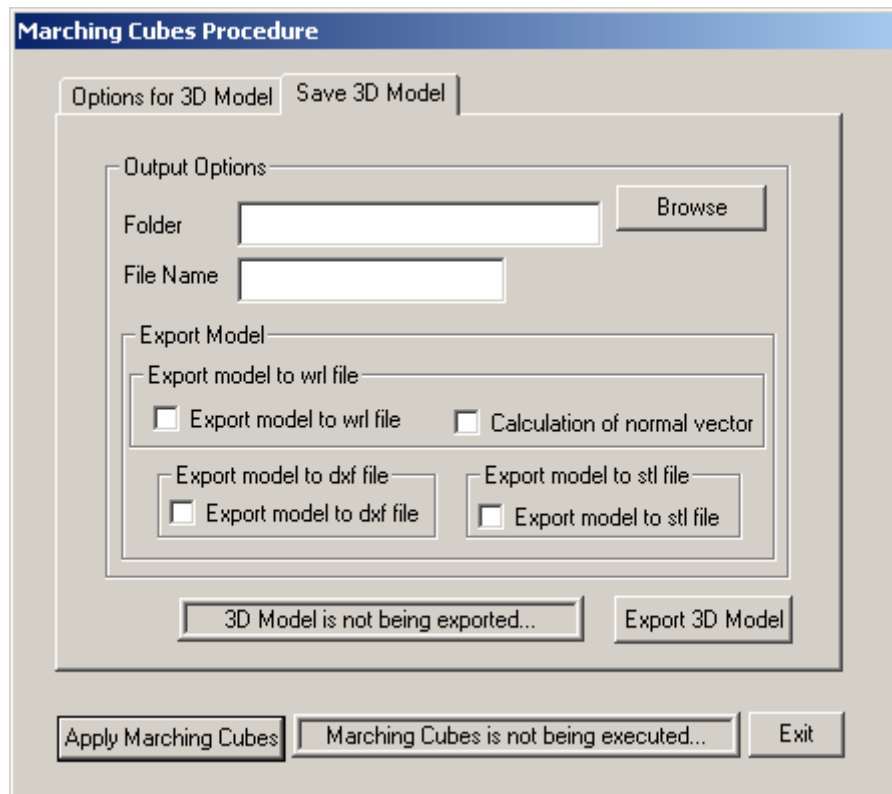 Marching Cubes Procedure
Options for 3D Model
Save 3D Model
Output Options
Folder
Browse
File Name
Export Model
Export model to wrl file
Export model to wrl file
Calculation of normal vector
Export model to dxf file
Export model to stl file
Export model to dxf file
Export model to stl file
3D Model is not being exported...
Export 3D Model
Apply Marching Cubes
Marching Cubes is not being executed...
Exit